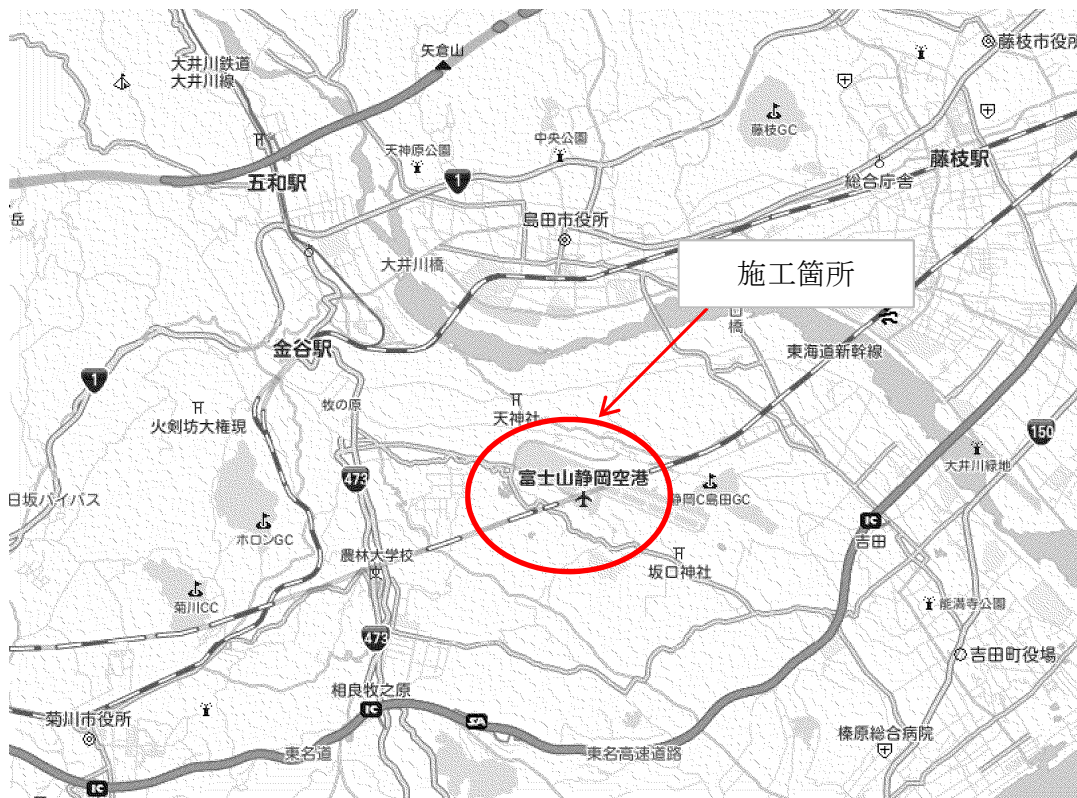 矢倉山
藤枝市役所
大井川鉄道
大井川線
藤枝GC
中央公園
天神原公園
藤枝駅
総合庁舎
五和駅
1
岳
島田市役所
大井川橋
施工箇所
橋
東海道新幹線
金谷駅
1
牧の原
天神社
火剣坊大権現
150
大井川緑地
473
富士山静岡空港
静岡C島田GC
日坂バイパス
IC
吉田
ホロンGC
農林大学校
坂口神社
菊川CC
能満寺公園
473
吉田町役場
相良牧之原
IC
SA
菊川市役所
榛原総合病院
東名道
東名高速道路
IC